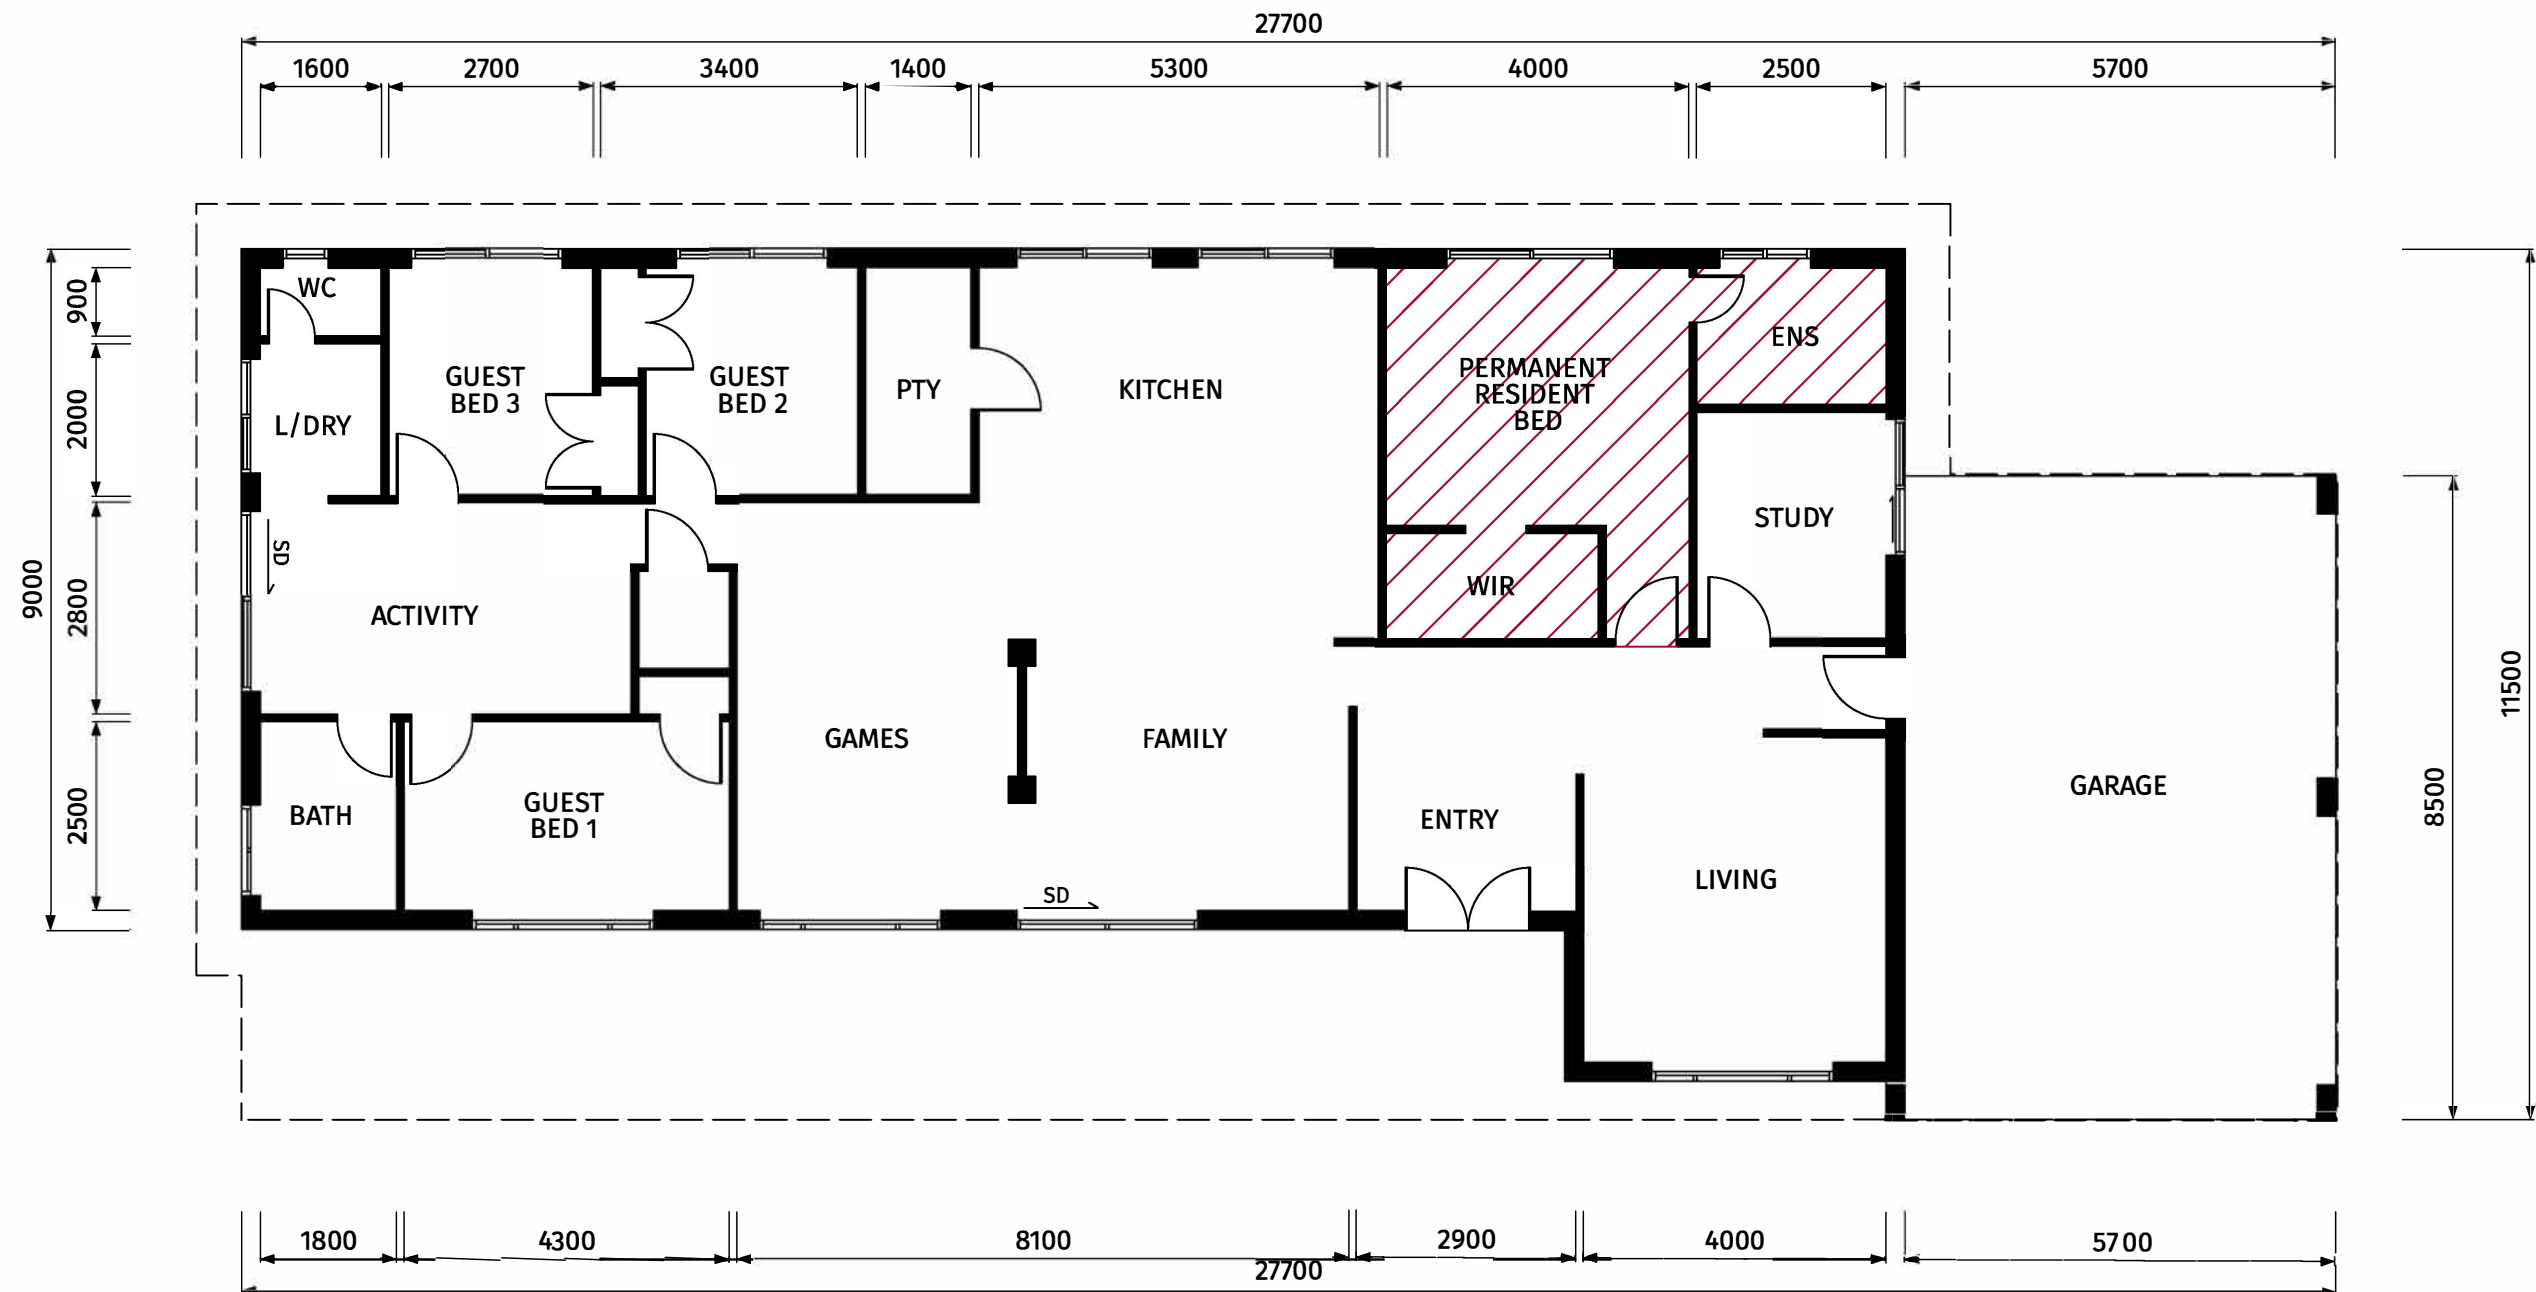 27700
1600 2700 3400 1400 5300 4000 2500 5700
WC
900
ENS
PERMANENT
RESIDENT
BED
GUEST
BED 3
GUEST
BED 2
PTY
KITCHEN
2000
L/DRY
STUDY
SD
9000
2800
ACTIVITY
WIR
11500
GAMES
FAMILY
GARAGE
8500
2500
BATH
GUEST
BED 1
ENTRY
LIVING
SD
1800 4300 8100 2900 4000 5700
27700